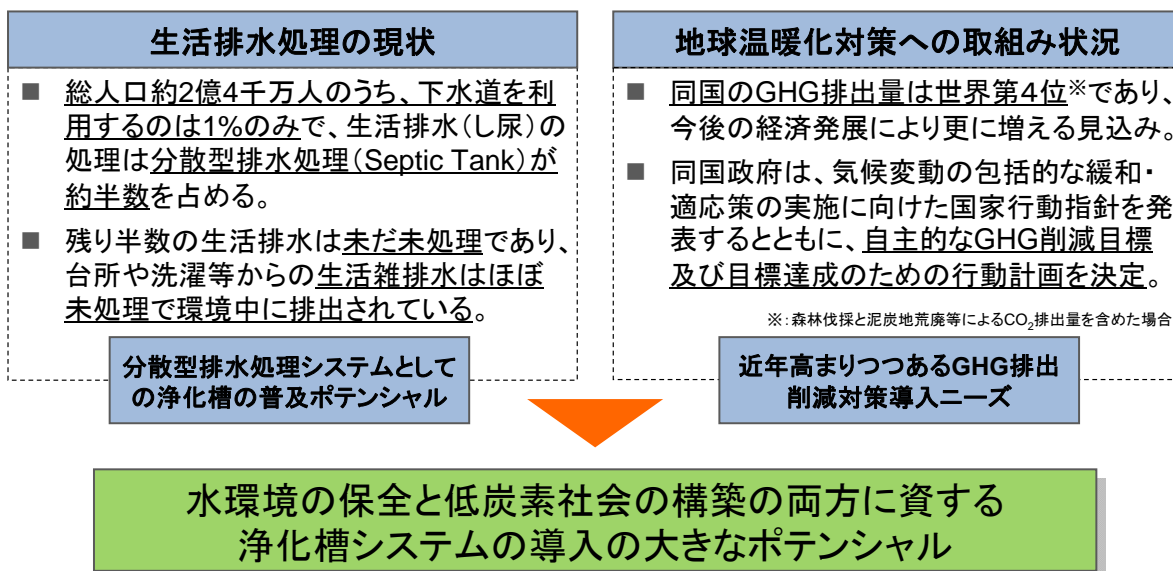 生活排水処理の現状
■ 総人口約2億4千万人のうち、下水道を利
用するのは1%のみで、生活排水(し尿)の
処理は分散型排水処理(Septic Tank)が
約半数を占める。
■ 残り半数の生活排水は未だ未処理であり、
台所や洗濯等からの生活雑排水はほぼ
未処理で環境中に排出されている。
分散型排水処理システムとして
の浄化槽の普及ポテンシャル
地球温暖化対策への取組み状況
■ 同国のGHG排出量は世界第4位※であり、
今後の経済発展により更に増える見込み。
■ 同国政府は、気候変動の包括的な緩和・
適応策の実施に向けた国家行動指針を発
表するとともに、自主的なGHG削減目標
及び目標達成のための行動計画を決定。
※:森林伐採と泥炭地荒廃等によるCO2排出量を含めた場合
近年高まりつつあるGHG排出
削減対策導入ニーズ
水環境の保全と低炭素社会の構築の両方に資する
浄化槽システムの導入の大きなポテンシャル